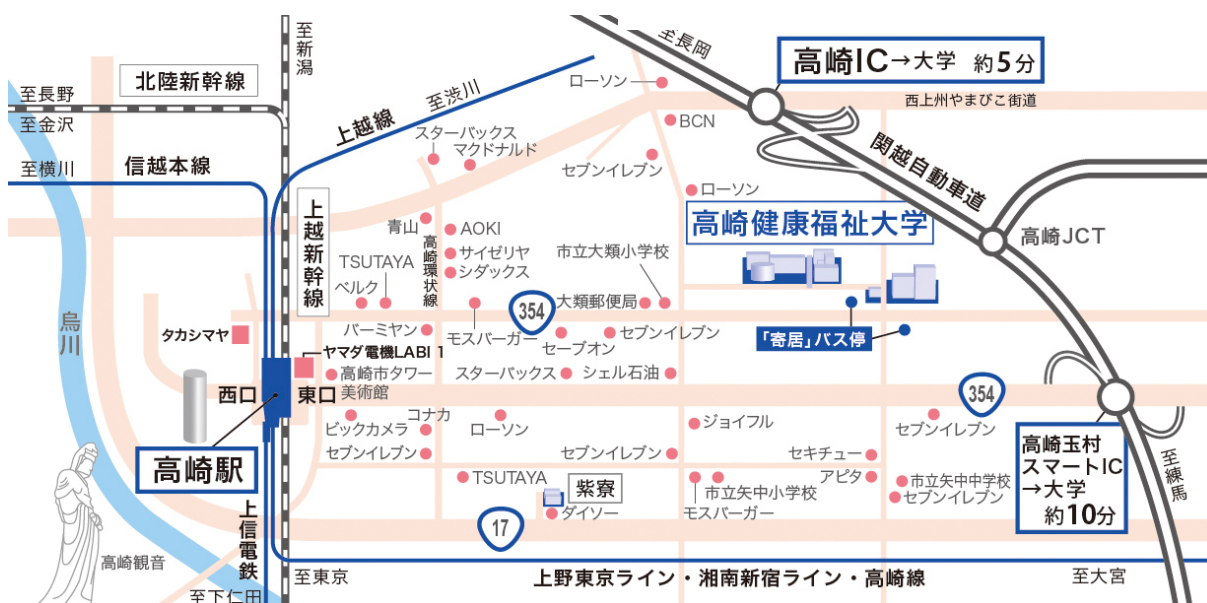 至新潟
北陸新幹線
至長野
至金沢
至横川
信越本線
上越線
至渋川
上越新幹線
至長岡
高崎IC→大学 約5分
西上州やまびこ街道
関越自動車道
高崎JCT
ローソン
BCN
セブンイレブン
ローソン
スターバックス
マクドナルド
高崎健康福祉大学
青山
AOKI
サイゼリヤ
シダックス
高崎環状線
TSUTAYA
ベルク
市立大類小学校
大類郵便局
354
モスバーガー
バーミヤン
セーブオン
セブンイレブン
「寄居」バス停
烏川
タカシマヤ
ヤマダ電機LABI 1
高崎市タワー
美術館
スターバックス
シェル石油
西口
東口
354
高崎駅
ビックカメラ
コナカ
ローソン
ジョイフル
セブンイレブン
セブンイレブン
セブンイレブン
セキチュー
アピタ
TSUTAYA
紫寮
ダイソー
市立矢中小学校
モスバーガー
市立矢中中学校
セブンイレブン
高崎玉村
スマートIC
→大学
約10分
至練馬
17
高崎観音
上信電鉄
至下仁田
至東京
上野東京ライン・湘南新宿ライン・高崎線
至大宮